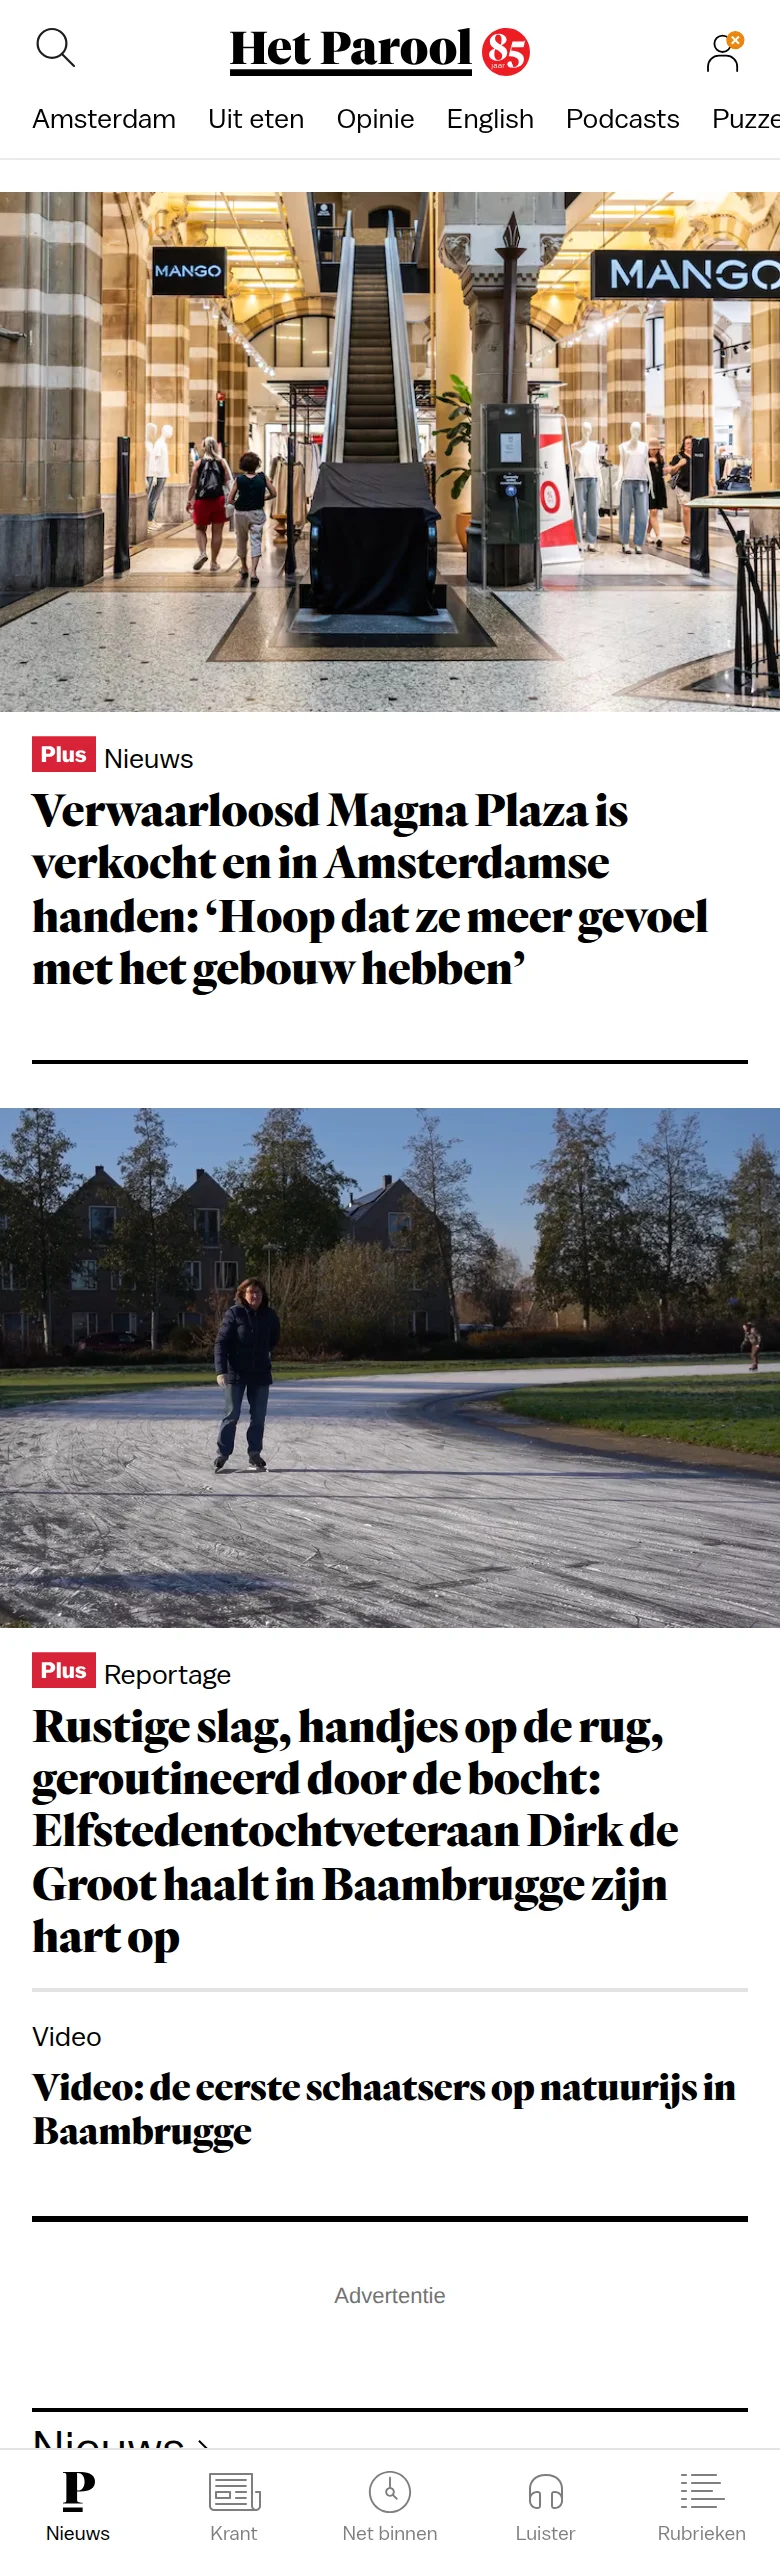 Het Parool 85 jaar
Amsterdam Uit eten Opinie English Podcasts Puzze
MANGO
MANGO
Plus Nieuws
Verwaarloosd Magna Plaza is
verkocht en in Amsterdamse
handen: ‘Hoop dat ze meer gevoel
met het gebouw hebben’
Plus Reportage
Rustige slag, handjes op de rug,
geroutineerd door de bocht:
Elfstedentochtveteraan Dirk de
Groot haalt in Baambrugge zijn
hart op
Video
Video: de eerste schaatsers op natuurijs in
Baambrugge
Advertentie
Nieuws
P
Nieuws Krant Net binnen Luister Rubrieken